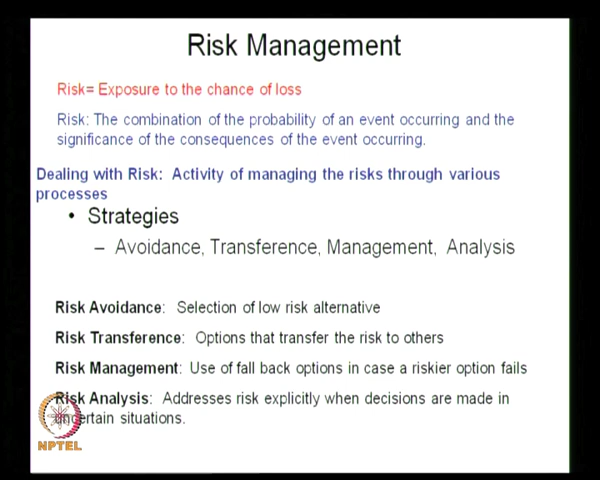 Risk Management
Risk= Exposure to the chance of loss
Risk: The combination of the probability of an event occurring and the
significance of the consequences of the event occurring.
Dealing with Risk: Activity of managing the risks through various
processes
• Strategies
– Avoidance, Transference, Management, Analysis
Risk Avoidance: Selection of low risk alternative
Risk Transference: Options that transfer the risk to others
Risk Management: Use of fall back options in case a riskier option fails
Risk Analysis: Addresses risk explicitly when decisions are made in
uncertain situations.
NPTEL